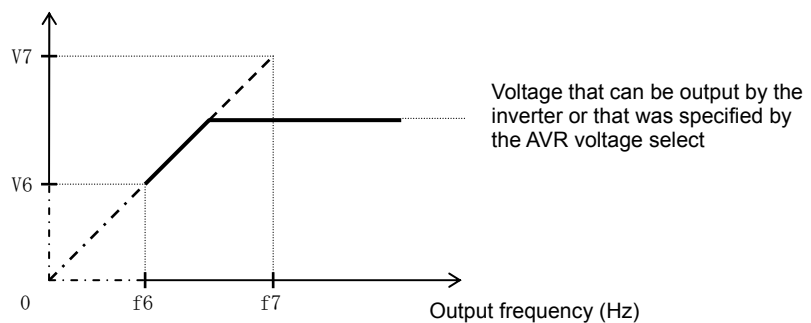 V7
Voltage that can be output by the
inverter or that was specified by
the AVR voltage select
V6
0
f6
f7
Output frequency (Hz)